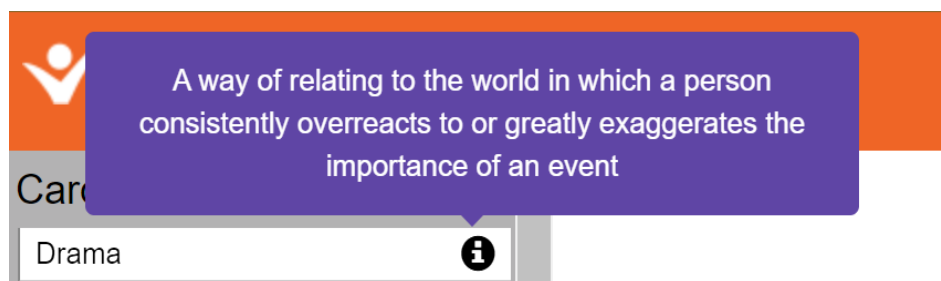 A way of relating to the world in which a person
consistently overreacts to or greatly exaggerates the
importance of an event
Drama